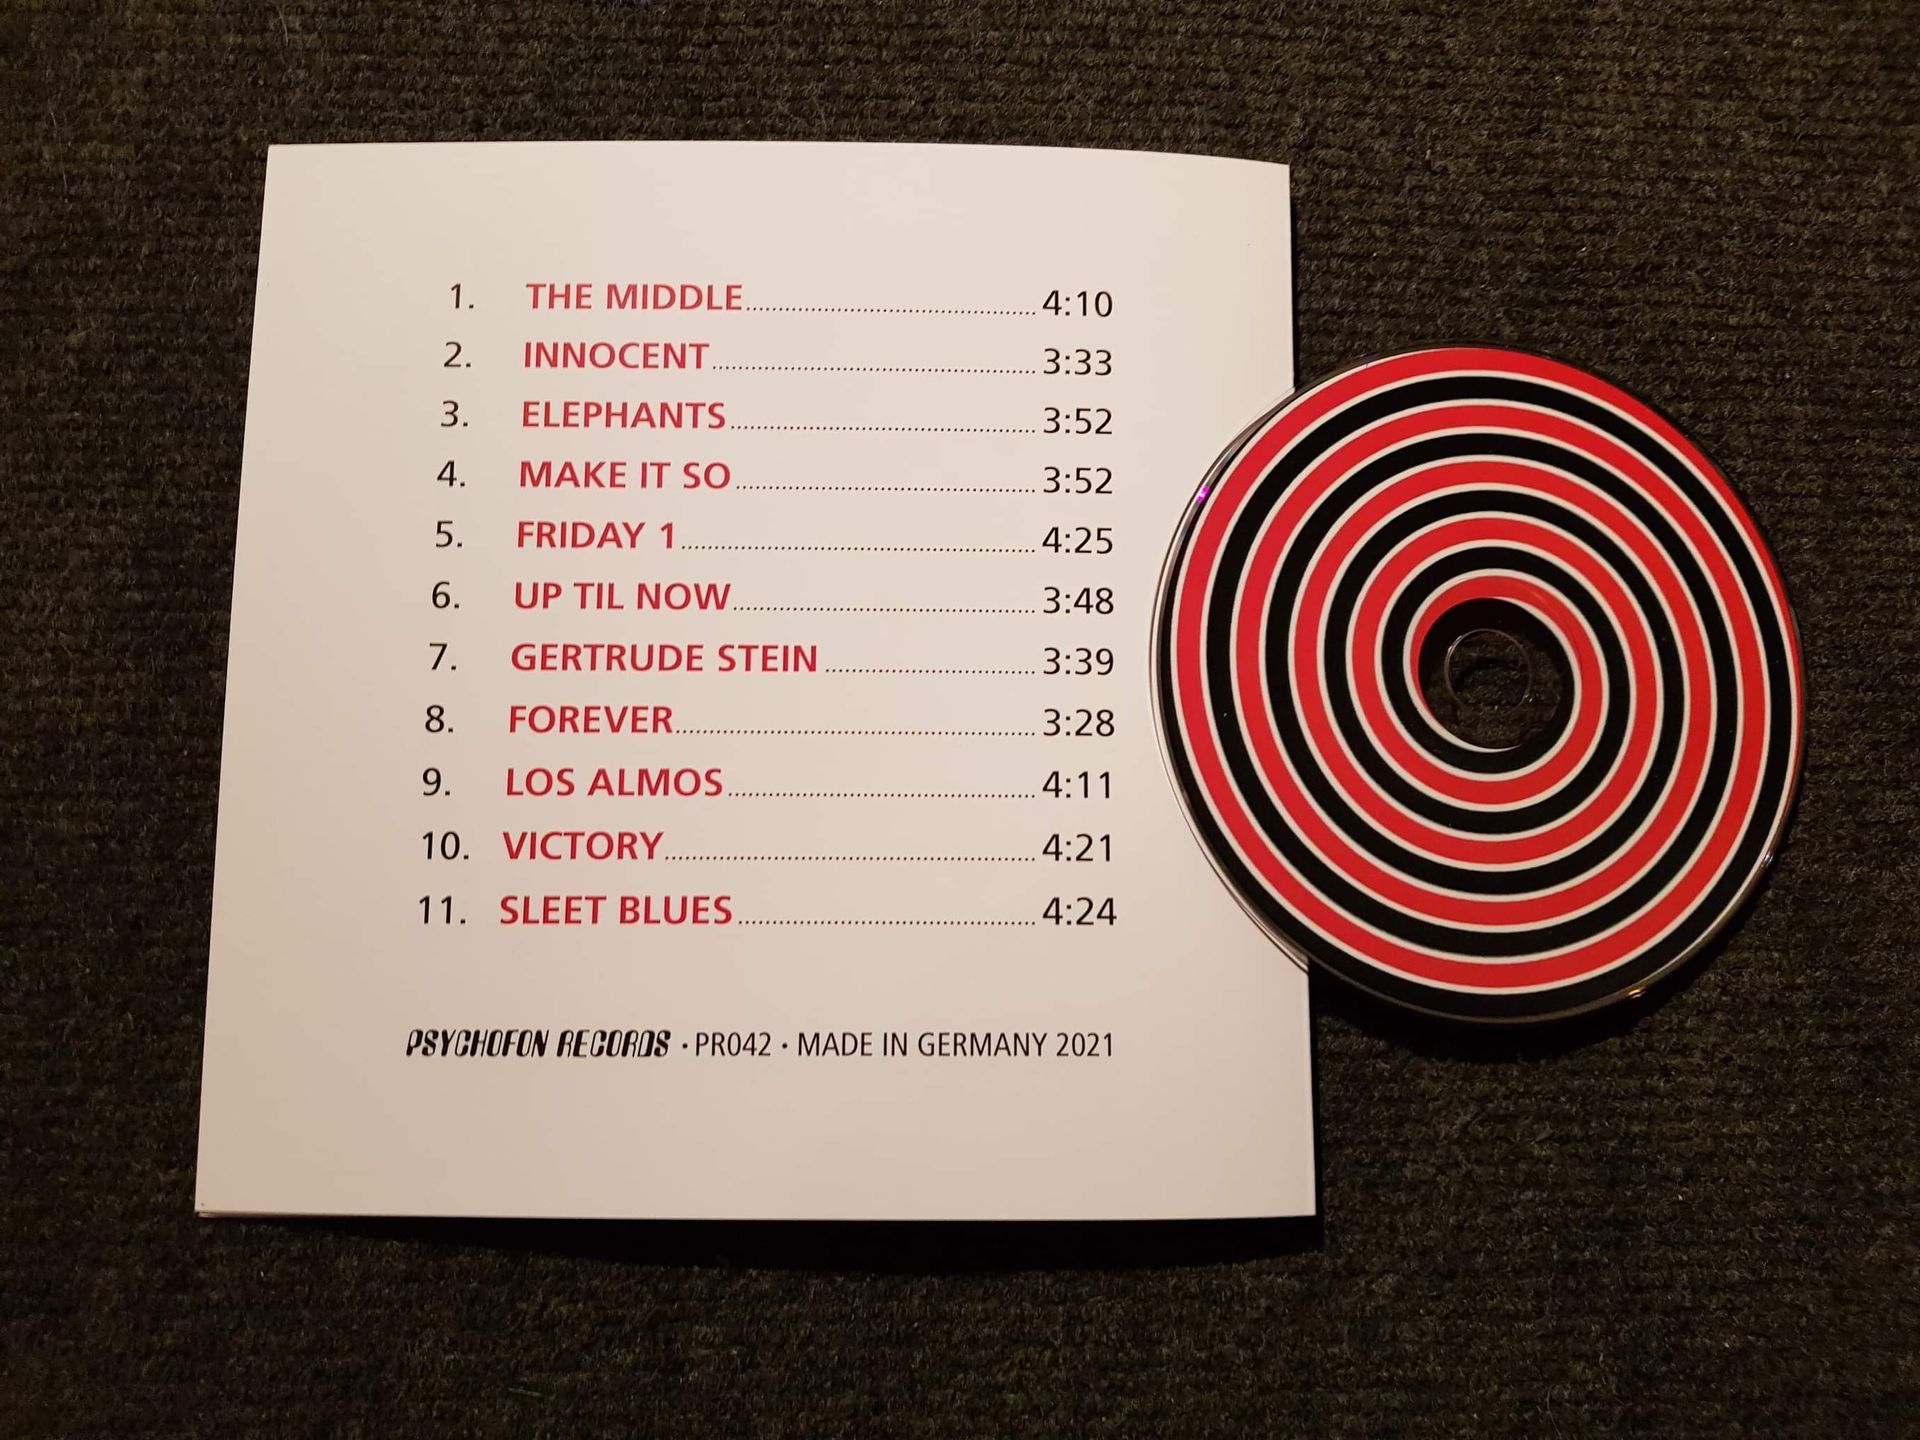 1. THE MIDDLE 4:10
2. INNOCENT 3:33
3. ELEPHANTS 3:52
4. MAKE IT SO 3:52
5. FRIDAY 1 4:25
6. UP TIL NOW 3:48
7. GERTRUDE STEIN 3:39
8. FOREVER 3:28
9. LOS ALMOS 4:11
10. VICTORY 4:21
11. SLEET BLUES 4:24
PSYCHOFON RECORDS · PR042 · MADE IN GERMANY 2021